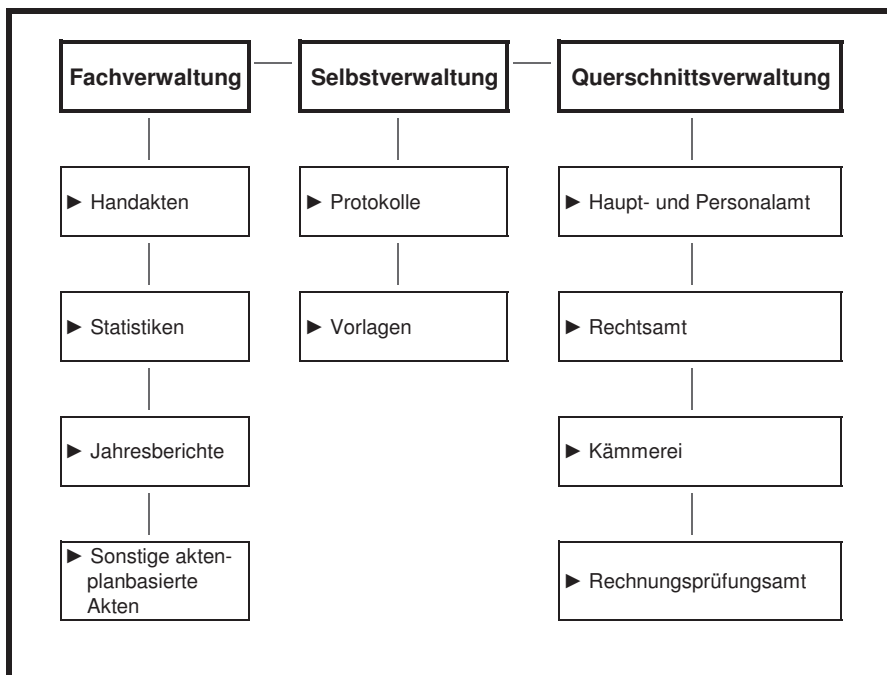 Fachverwaltung
Selbstverwaltung
Querschnittsverwaltung
► Handakten
► Statistiken
► Jahresberichte
► Sonstige akten-
planbasierte
Akten
► Protokolle
► Vorlagen
► Haupt- und Personalamt
► Rechtsamt
► Kämmerei
► Rechnungsprüfungsamt